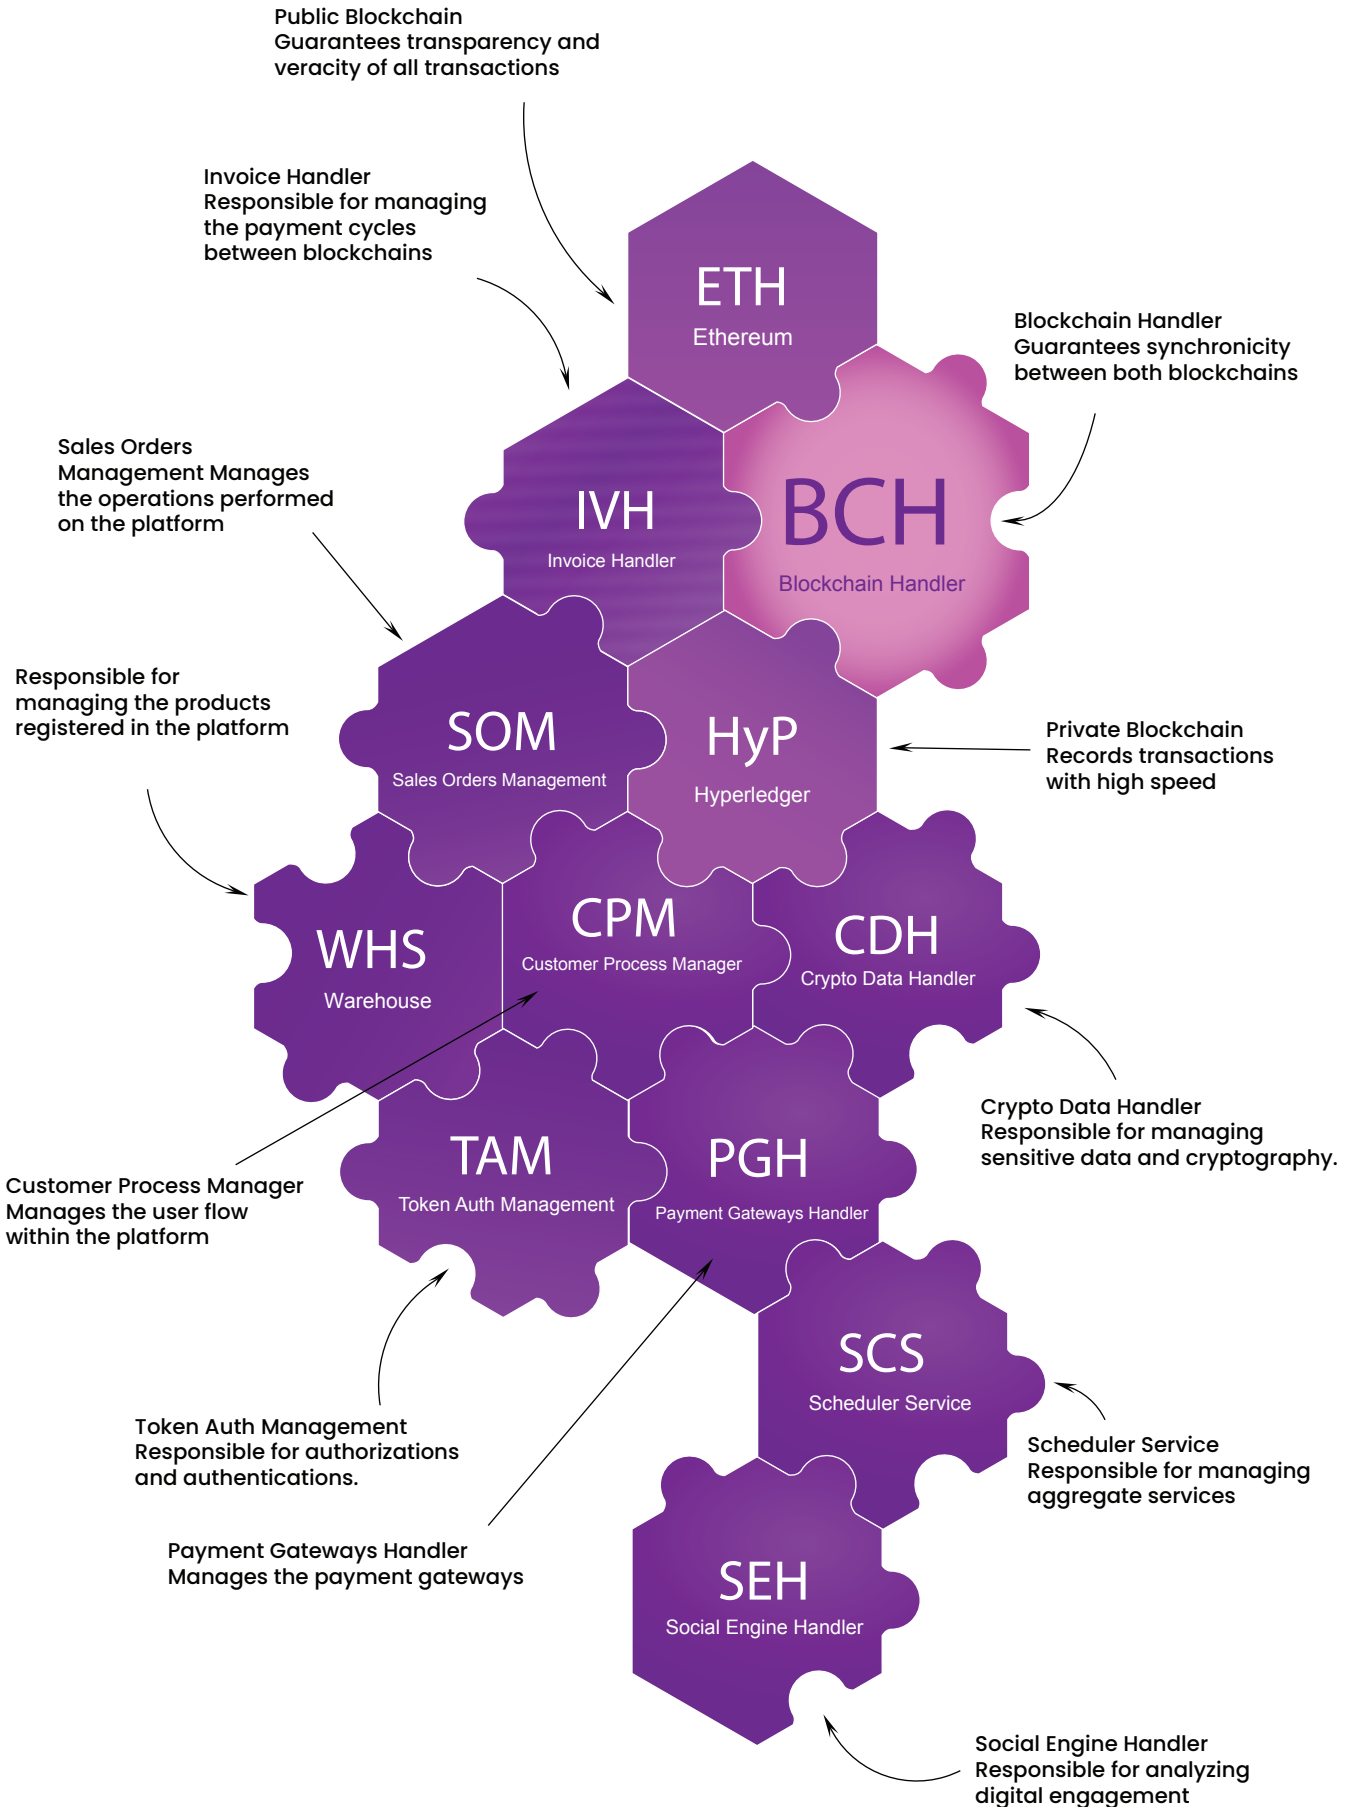 Public Blockchain
Guarantees transparency and
veracity of all transactions
Invoice Handler
Responsible for managing
the payment cycles
between blockchains
ETH
Ethereum
Blockchain Handler
Guarantees synchronicity
between both blockchains
Sales Orders
Management Manages
the operations performed
on the platform
IVH
Invoice Handler
BCH
Blockchain Handler
Responsible for
managing the products
registered in the platform
SOM
Sales Orders Management
HyP
Hyperledger
Private Blockchain
Records transactions
with high speed
WHS
Warehouse
CPM
Customer Process Manager
CDH
Crypto Data Handler
Crypto Data Handler
Responsible for managing
sensitive data and cryptography.
Customer Process Manager
Manages the user flow
within the platform
TAM
Token Auth Management
PGH
Payment Gateways Handler
SCS
Scheduler Service
Token Auth Management
Responsible for authorizations
and authentications.
Scheduler Service
Responsible for managing
aggregate services
Payment Gateways Handler
Manages the payment gateways
SEH
Social Engine Handler
Social Engine Handler
Responsible for analyzing
digital engagement